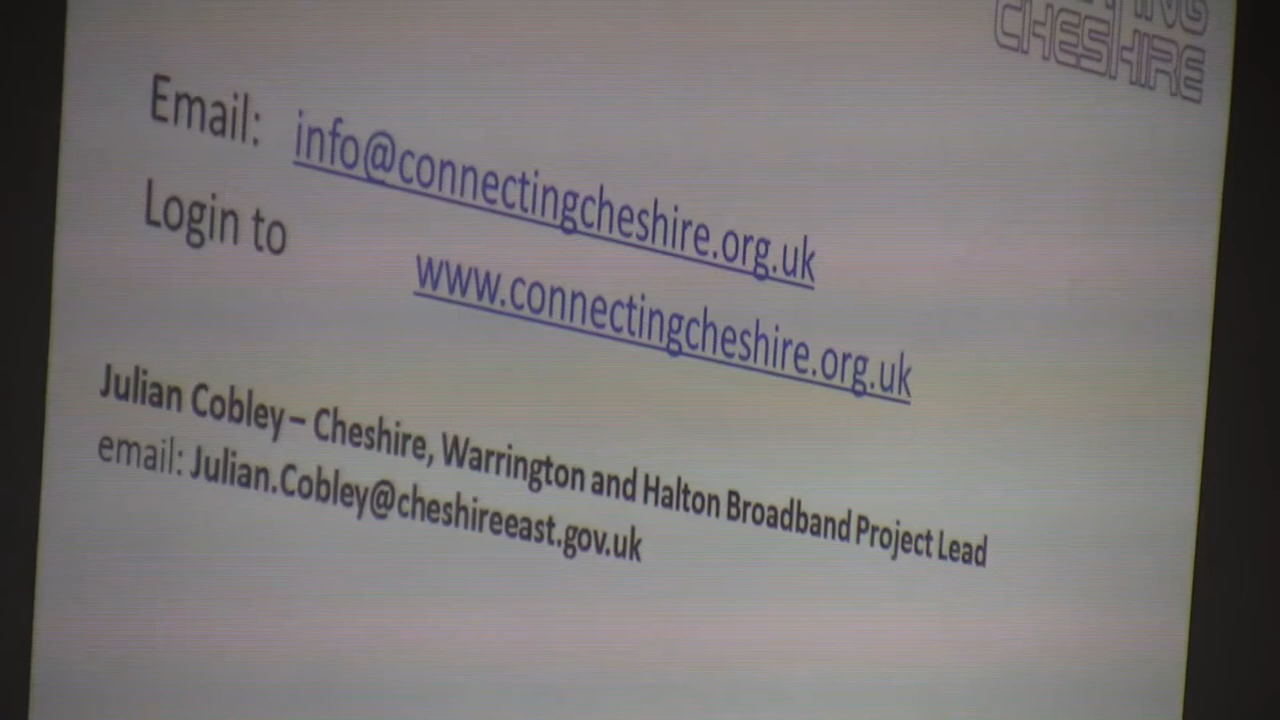 CHESHIRE
Email: info@connectingcheshire.org.uk
Login to
www.connectingcheshire.org.uk
Julian Cobley – Cheshire, Warrington and Halton Broadband Project Lead
email: Julian.Cobley@cheshireeast.gov.uk